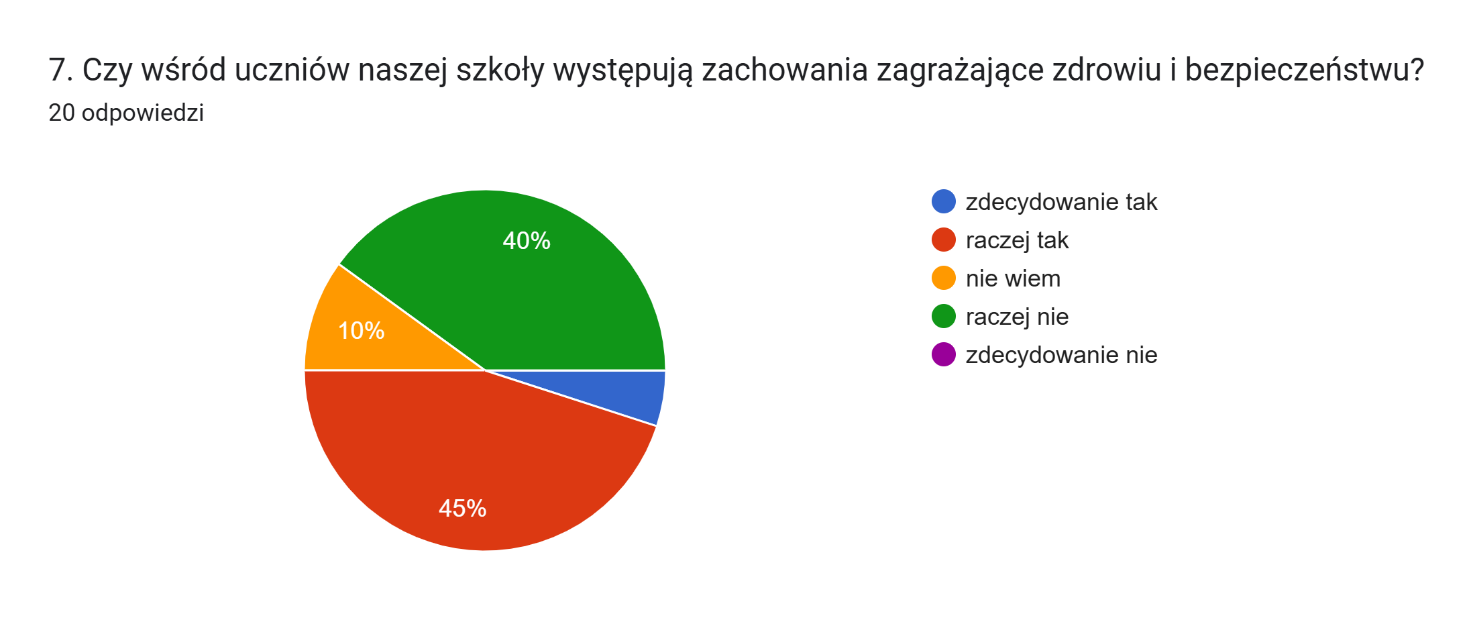 7. Czy wśród uczniów naszej szkoły występują zachowania zagrażające zdrowiu i bezpieczeństwu?
20 odpowiedzi
40%
10%
45%
zdecydowanie tak
raczej tak
nie wiem
raczej nie
zdecydowanie nie